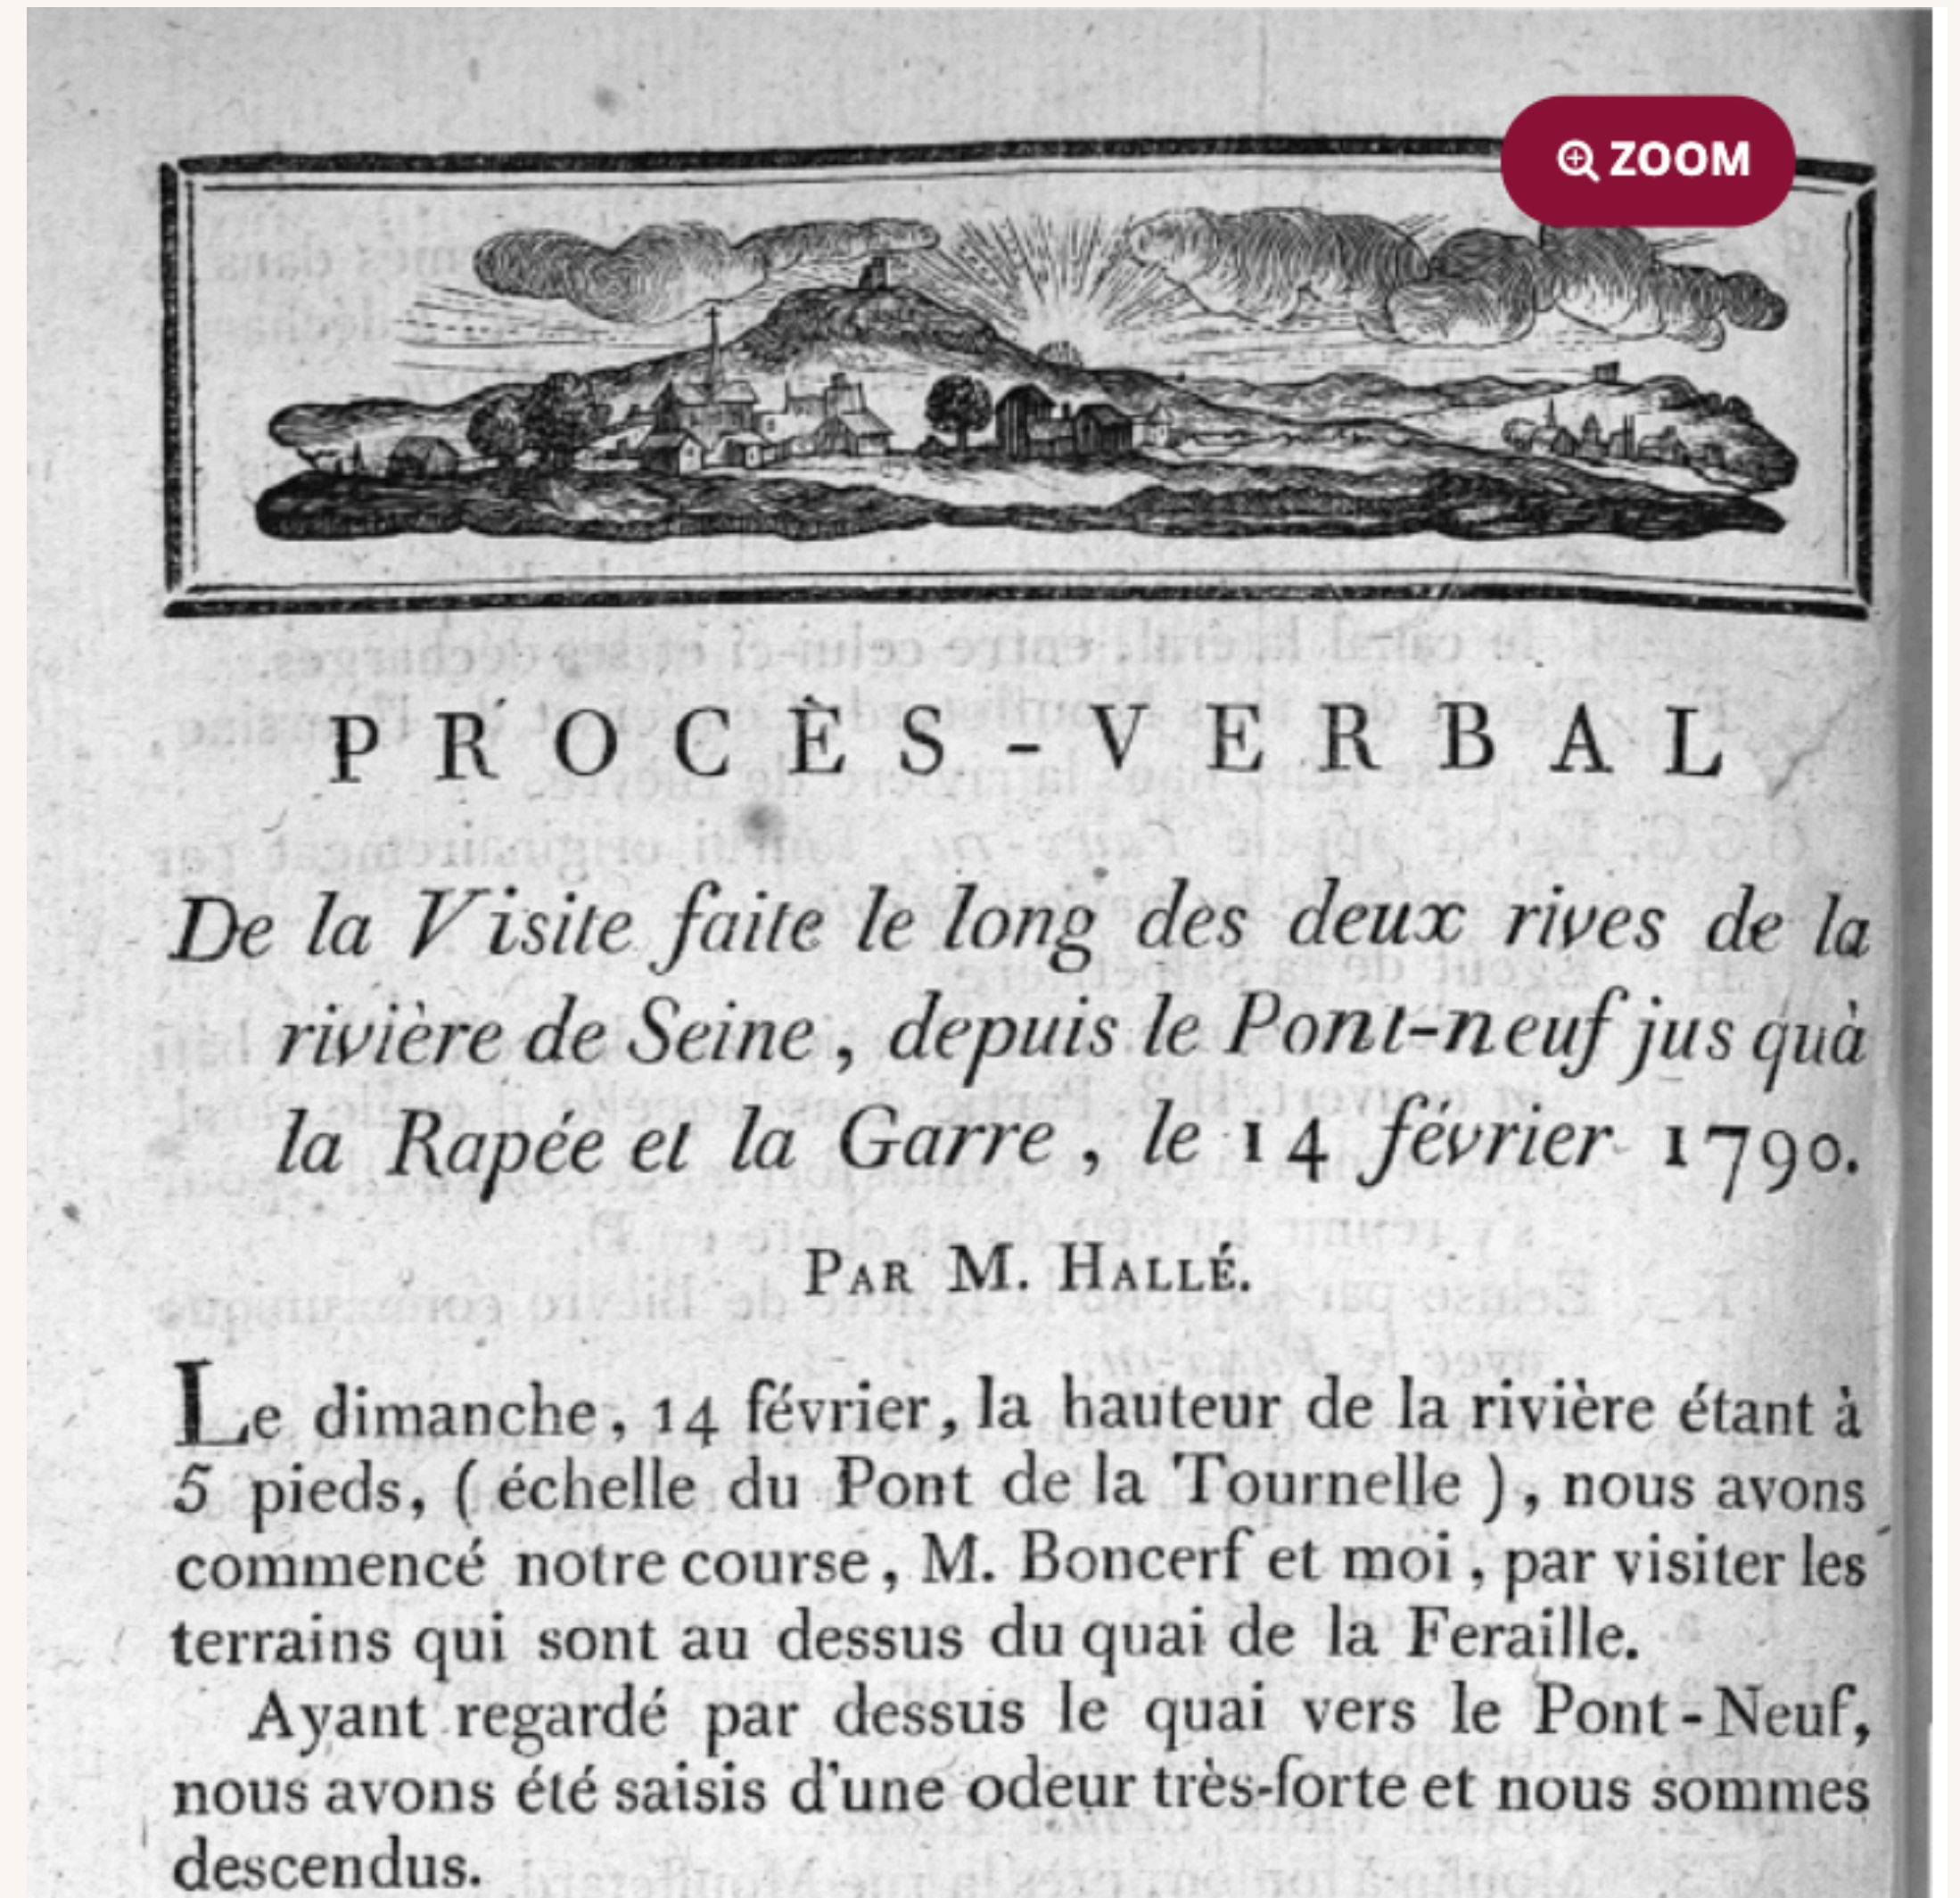 ZOOM
PROCÈS-VERBAL
De la Visite faite le long des deux rives de la
rivière de Seine, depuis le Pont-neuf jusquà
la Rapée et la Garre, le 14 février 1790.
PAR M. HALLÉ.
Le dimanche, 14 février, la hauteur de la rivière étant à
5 pieds, (échelle du Pont de la Tournelle), nous avons
commencé notre course, M. Boncerf et moi, par visiter les
terrains qui sont au dessus du quai de la Feraille.
Ayant regardé par dessus le quai vers le Pont-Neuf,
nous avons été saisis d'une odeur très-forte et nous sommes
descendus.